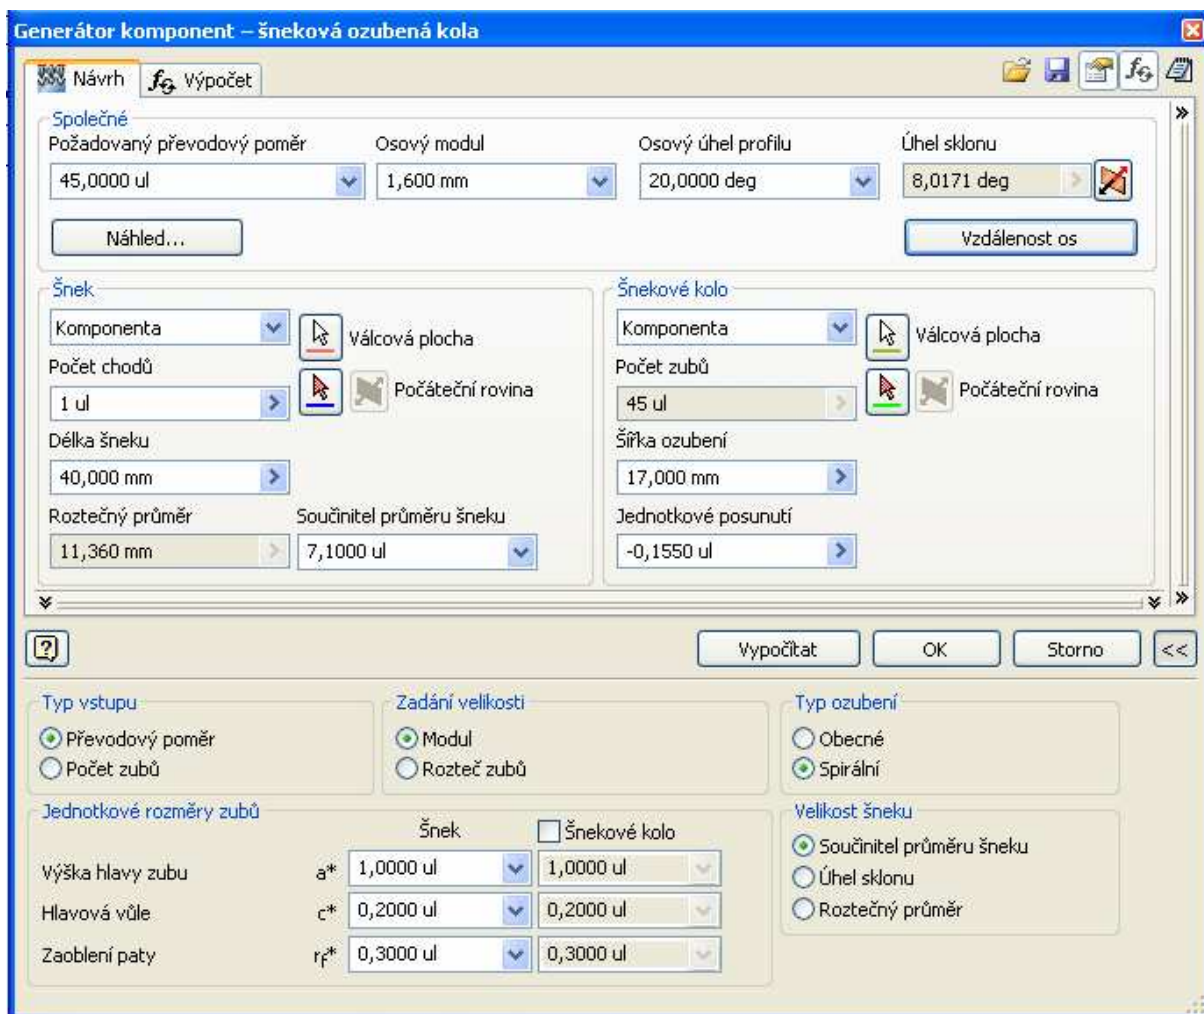 Generátor komponent – šneková ozubená kola
Návrh
Výpočet
Společné
Požadovaný převodový poměr
Osový modul
Osový úhel profilu
Úhel sklonu
45,0000 ul
1,600 mm
20,0000 deg
8,0171 deg
Náhled...
Vzdálenost os
Šnek
Komponenta
Válcová plocha
Počet chodů
Počáteční rovina
1 ul
Délka šneku
40,000 mm
Roztečný průměr
Součinitel průměru šneku
11,360 mm
7,1000 ul
Šnekové kolo
Komponenta
Válcová plocha
Počet zubů
Počáteční rovina
45 ul
Šířka ozubení
17,000 mm
Jednotkové posunutí
-0,1550 ul
Vypočítat
OK
Storno
<<
Typ vstupu
Převodový poměr
Počet zubů
Zadání velikosti
Modul
Rozteč zubů
Typ ozubení
Obecné
Spirální
Jednotkové rozměry zubů
Šnek
Šnekové kolo
Výška hlavy zubu a* 1,0000 ul 1,0000 ul
Hlavová vůle c* 0,2000 ul 0,2000 ul
Zaoblení paty rf* 0,3000 ul 0,3000 ul
Velikost šneku
Součinitel průměru šneku
Úhel sklonu
Roztečný průměr